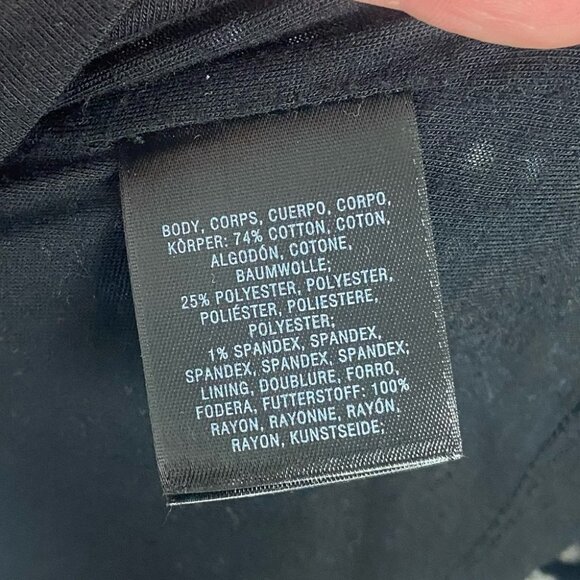 BODY, CORPS, CUERPO, CORPO,
KÖRPER: 74% COTTON, COTON,
ALGODÓN, COTONE,
BAUMWOLLE;
25% POLYESTER, POLYESTER,
POLIÉSTER, POLIESTERE,
POLYESTER;
1% SPANDEX, SPANDEX,
SPANDEX, SPANDEX, SPANDEX;
LINING, DOUBLURE, FORRO,
FODERA, FUTTERSTOFF: 100%
RAYON, RAYONNE, RAYÓN,
RAYON, KUNSTSEIDE;